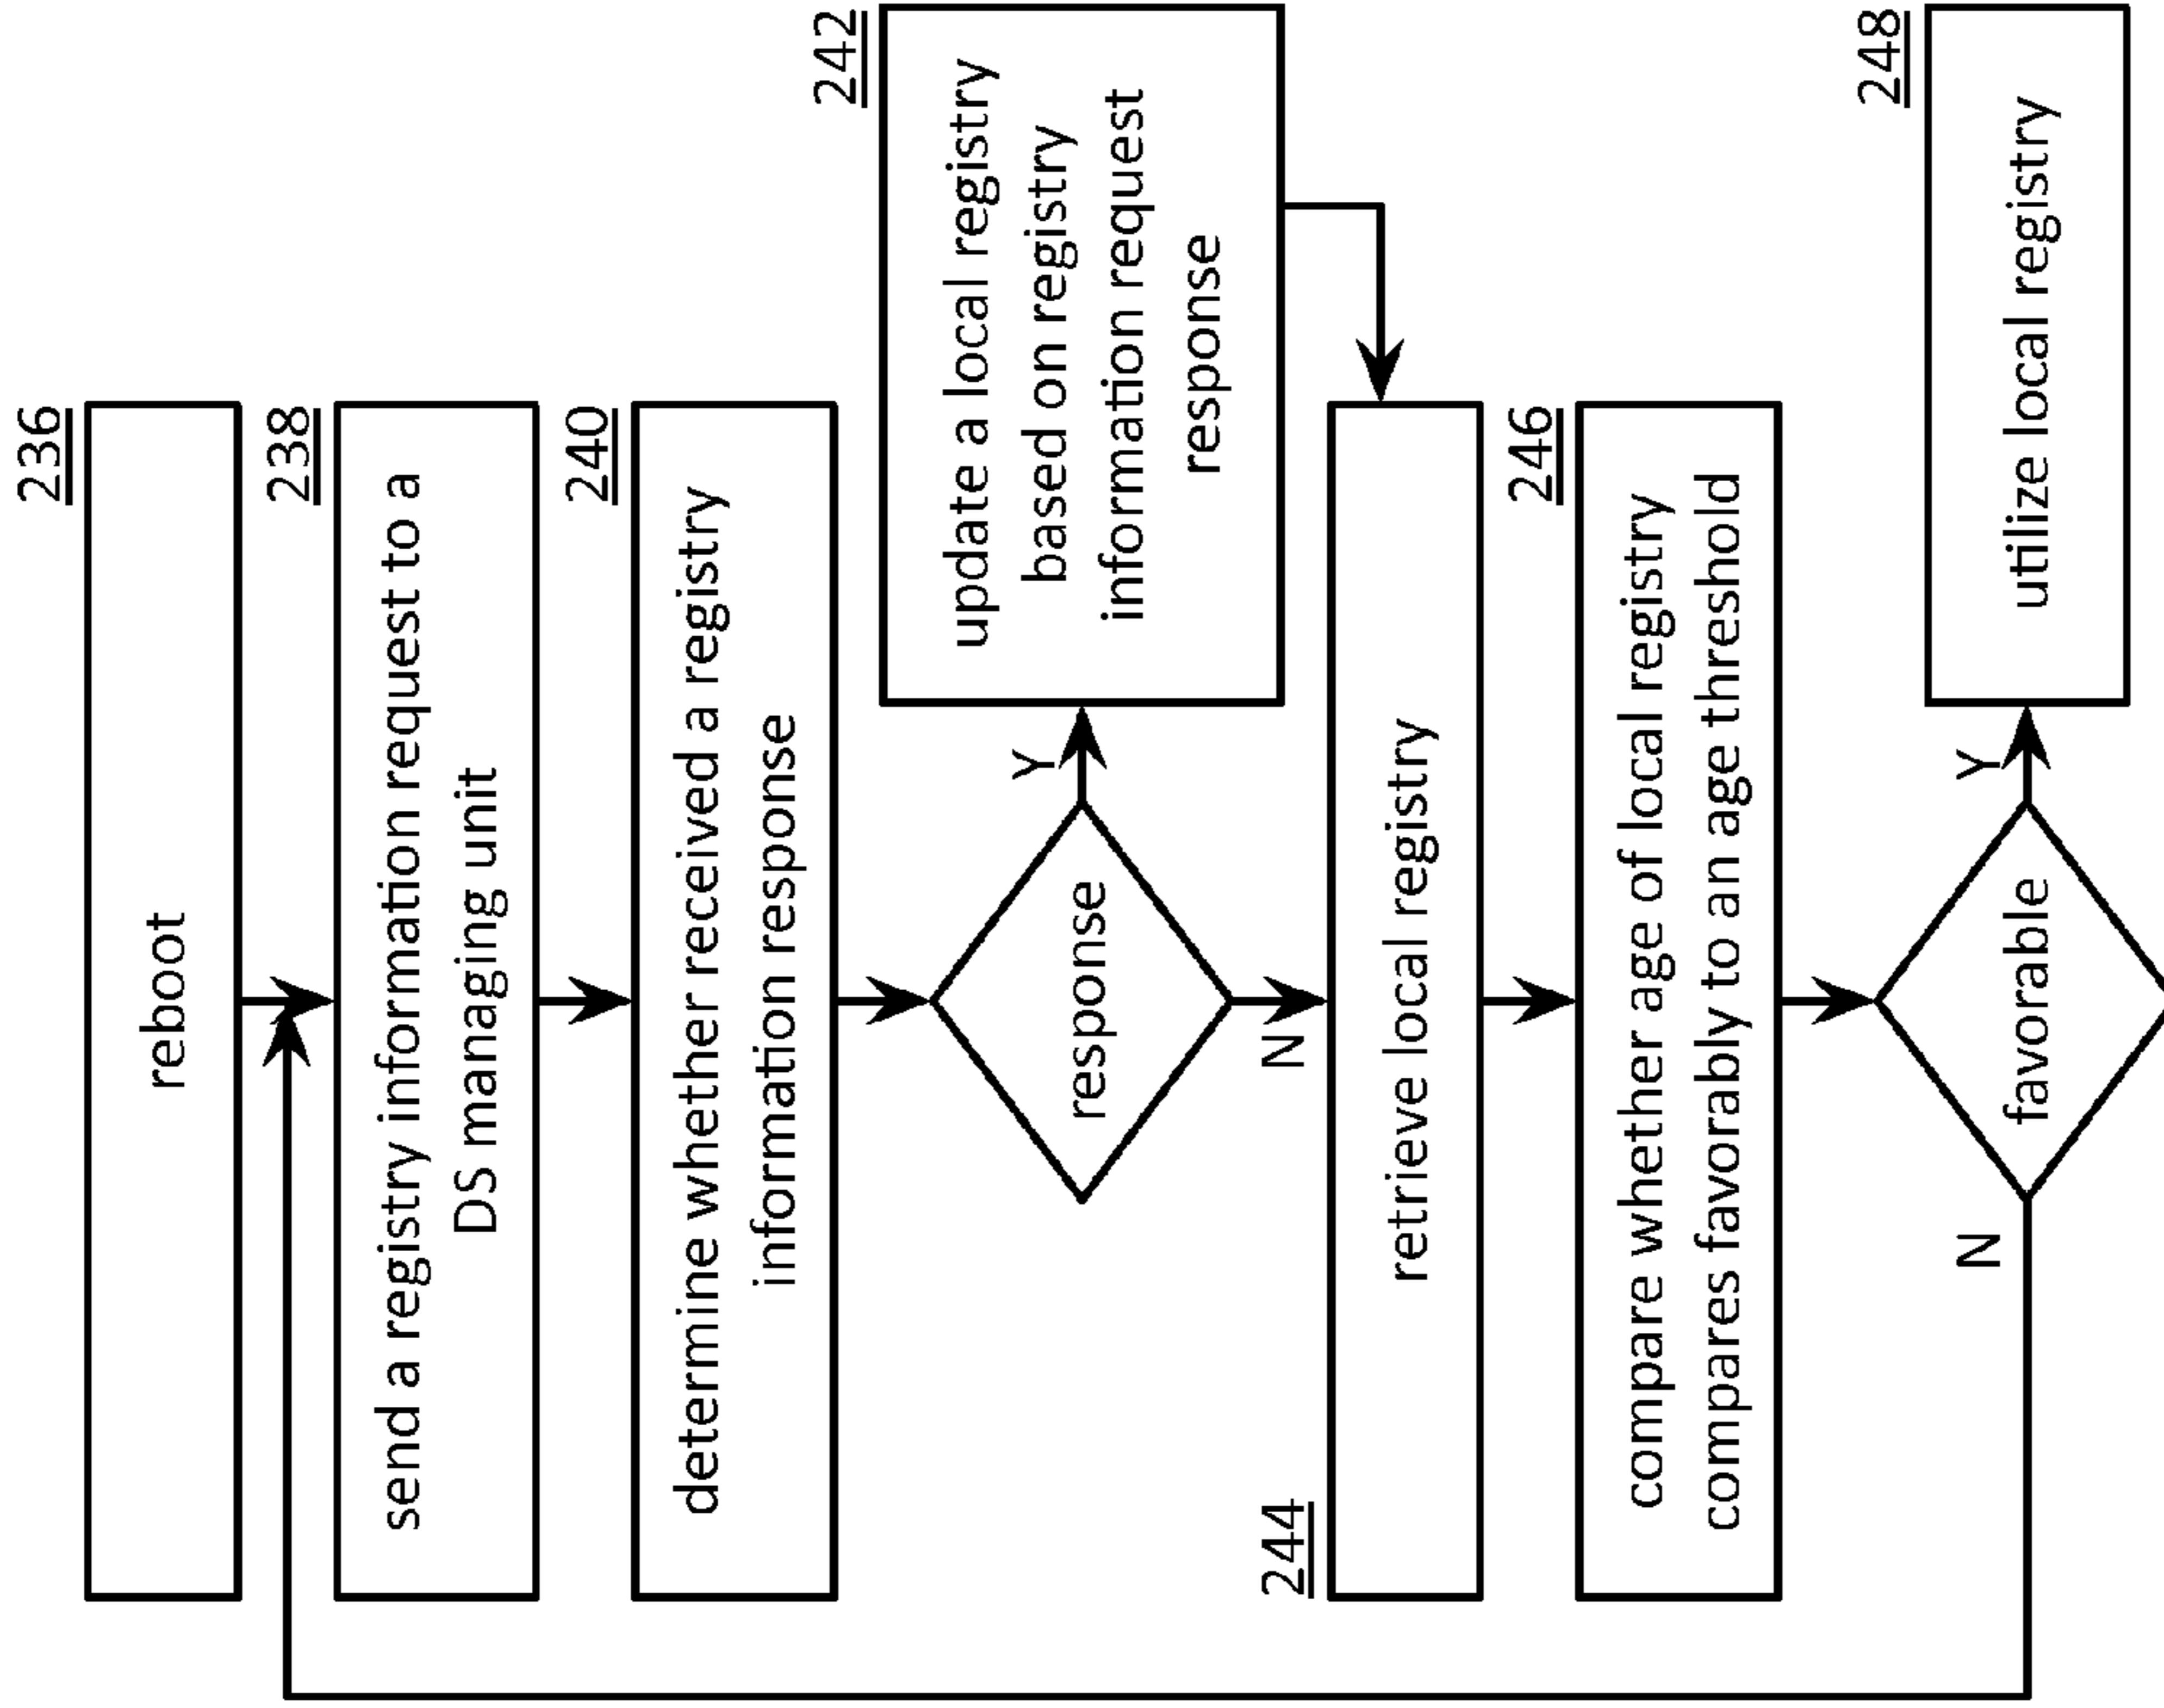 236
reboot
238
send a registry information request to a
DS managing unit
240
determine whether received a registry
information response
response
Y
242
update a local registry
based on registry
information request
response
N
244
retrieve local registry
246
compare whether age of local registry
compares favorably to an age threshold
favorable
N
Y
248
utilize local registry